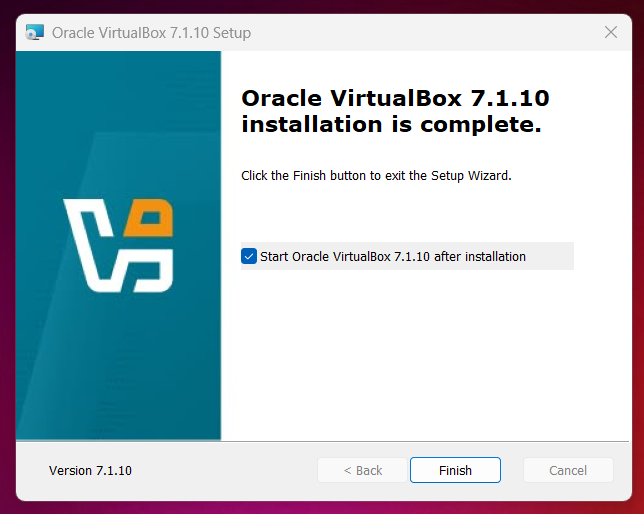 Oracle VirtualBox 7.1.10 Setup
Oracle VirtualBox 7.1.10
installation is complete.
Click the Finish button to exit the Setup Wizard.
Start Oracle VirtualBox 7.1.10 after installation
Version 7.1.10
< Back
Finish
Cancel